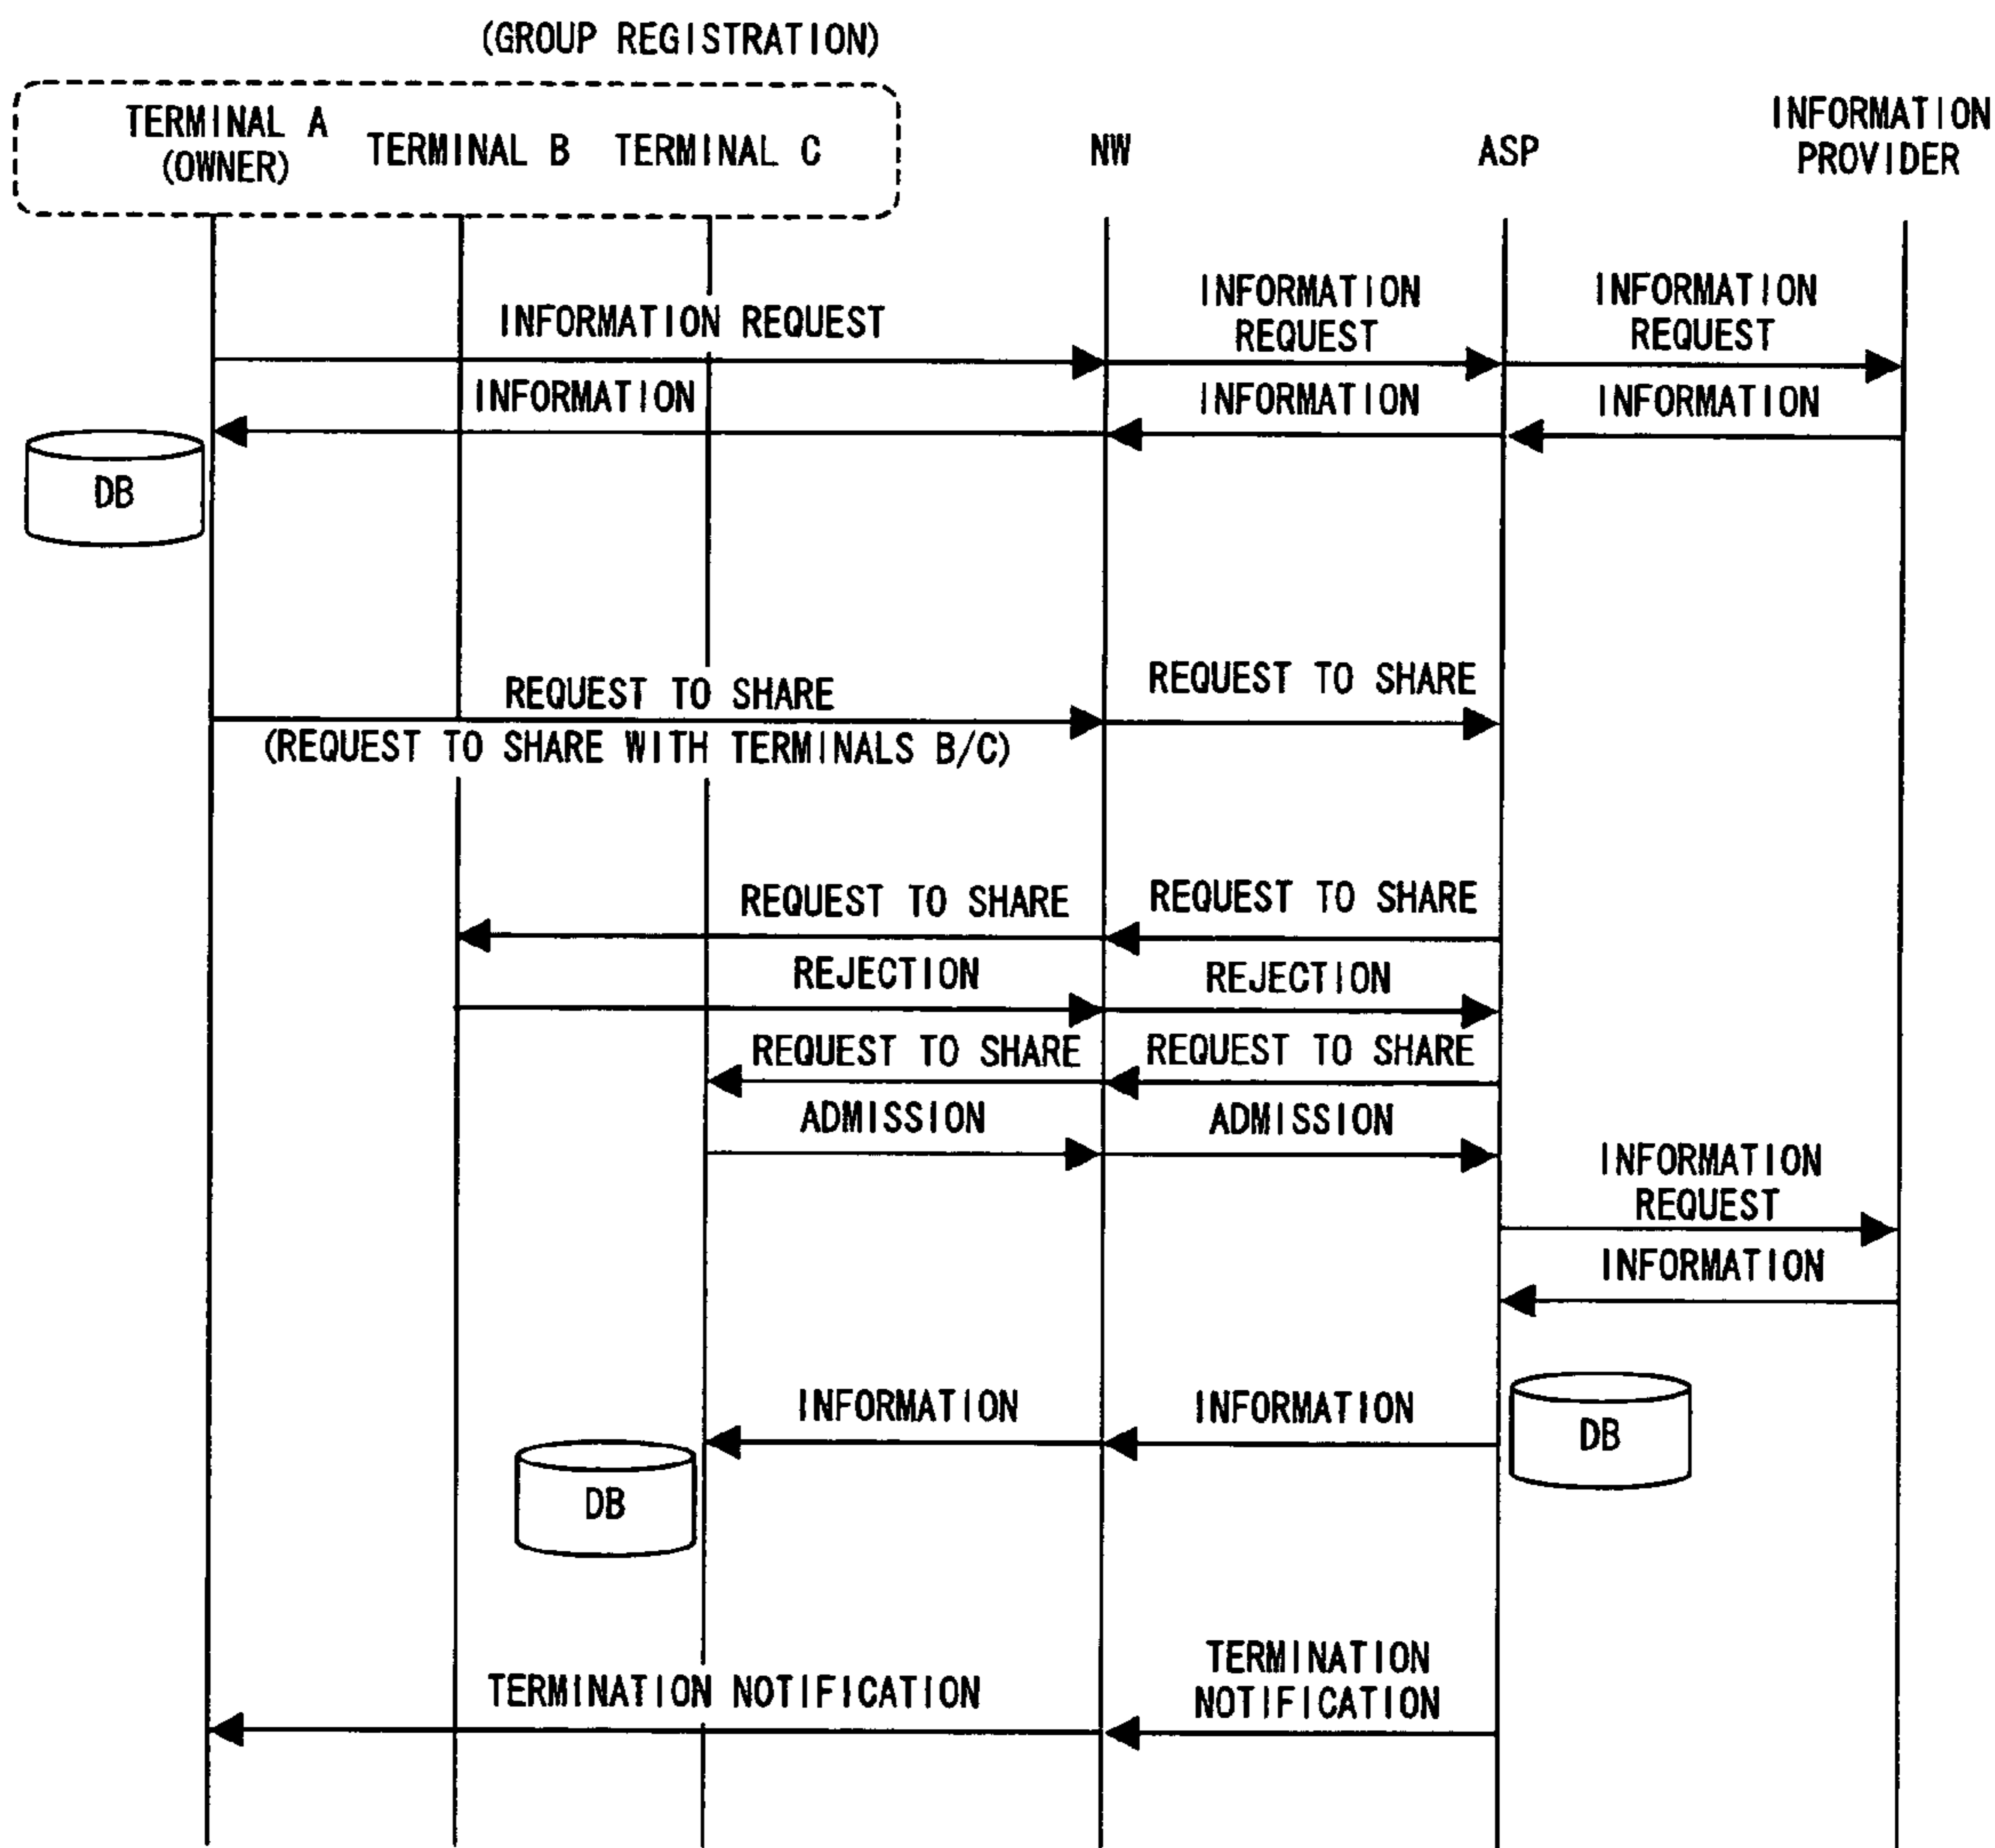 (GROUP REGISTRATION)
TERMINAL A
(OWNER)
TERMINAL B
TERMINAL C
NW
ASP
INFORMATION
PROVIDER
INFORMATION REQUEST
INFORMATION
REQUEST
INFORMATION
REQUEST
INFORMATION
INFORMATION
INFORMATION
DB
REQUEST TO SHARE
REQUEST TO SHARE
(REQUEST TO SHARE WITH TERMINALS B/C)
REQUEST TO SHARE
REQUEST TO SHARE
REJECTION
REJECTION
REQUEST TO SHARE
REQUEST TO SHARE
ADMISSION
ADMISSION
INFORMATION
REQUEST
INFORMATION
INFORMATION
INFORMATION
DB
DB
TERMINATION NOTIFICATION
TERMINATION
NOTIFICATION